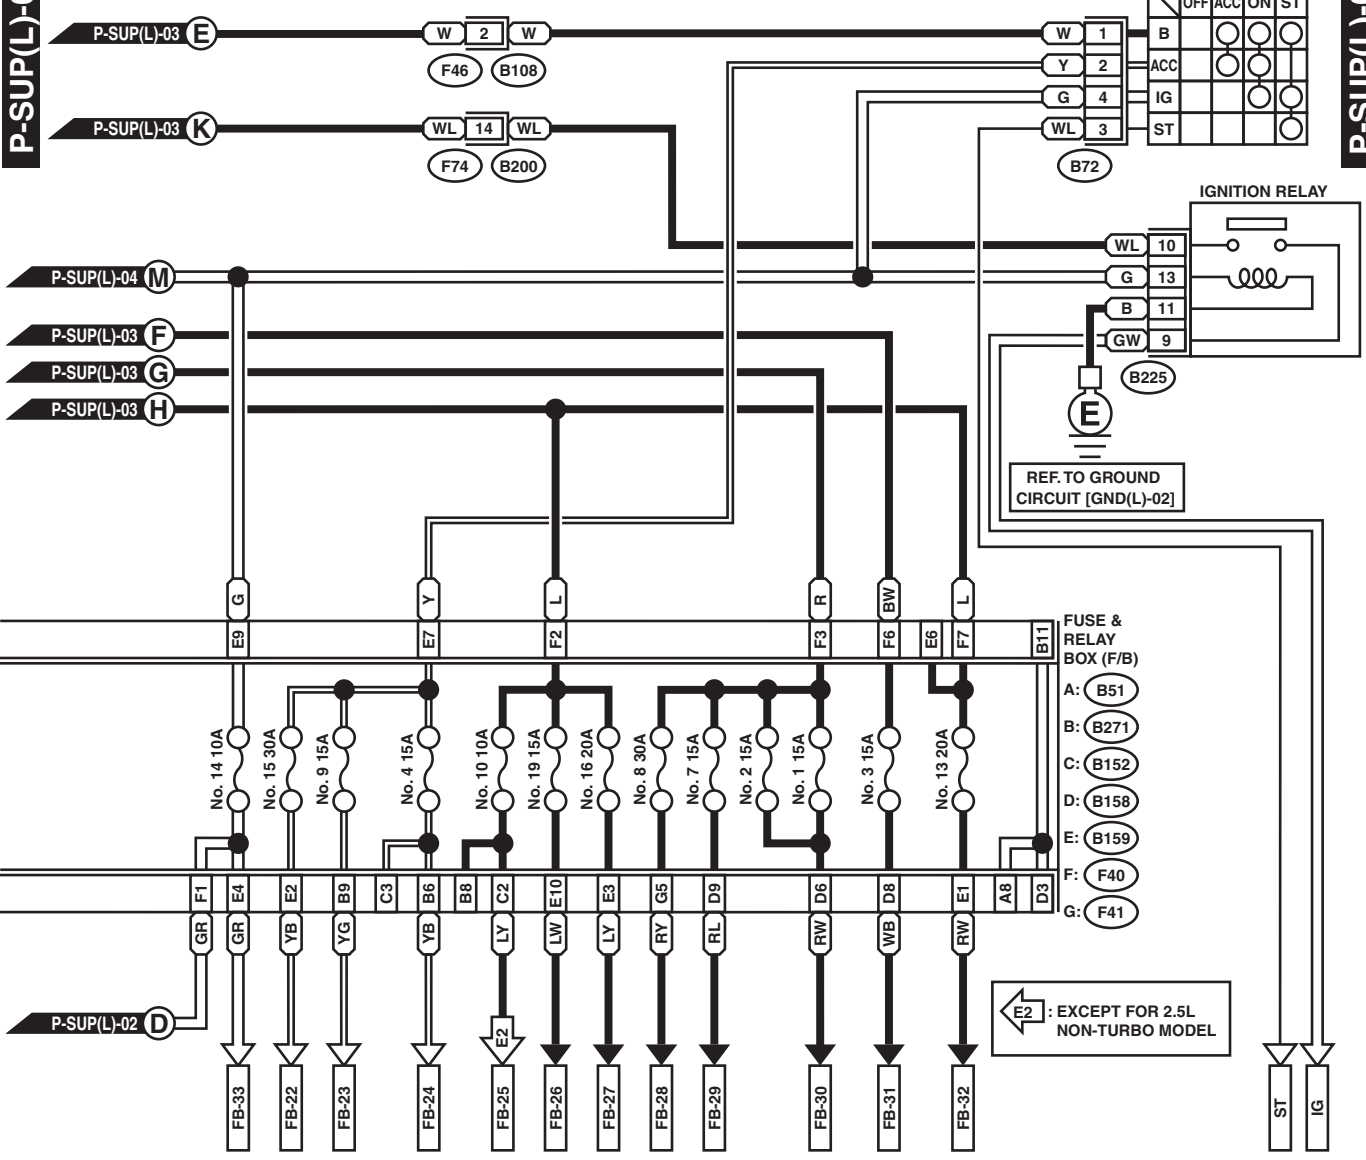 P-SUP(L)-0
OFF ACC ON ST
P-SUP(L)-03 E W 2 W W 1 B
F46 B108 Y 2 ACC
G 4 IG
P-SUP(L)-03 K WL 14 WL WL 3 ST
F74 B200 B72
IGNITION RELAY
WL 10
P-SUP(L)-04 M G 13
B 11
P-SUP(L)-03 F GW 9
P-SUP(L)-03 G B225
P-SUP(L)-03 H E
REF. TO GROUND
CIRCUIT [GND(L)-02]
G Y L R BW L
E9 E7 F2 F3 F6 E6 F7 B11
FUSE &
RELAY
BOX (F/B)
A: B51
B: B271
C: B152
D: B158
E: B159
F: F40
G: F41
No. 14 10A
No. 15 30A
No. 9 15A
No. 4 15A
No. 10 10A
No. 19 15A
No. 16 20A
No. 8 30A
No. 7 15A
No. 2 15A
No. 1 15A
No. 3 15A
No. 13 20A
F1 E4 E2 B9 C3 B6 B8 C2 E10 E3 G5 D9 D6 D8 E1 A8 D3
GR GR YB YG YB LY LW LY RY RL RW WB RW
P-SUP(L)-02 D
E2
E2 : EXCEPT FOR 2.5L
NON-TURBO MODEL
FB-33 FB-22 FB-23 FB-24 FB-25 FB-26 FB-27 FB-28 FB-29 FB-30 FB-31 FB-32 ST IG